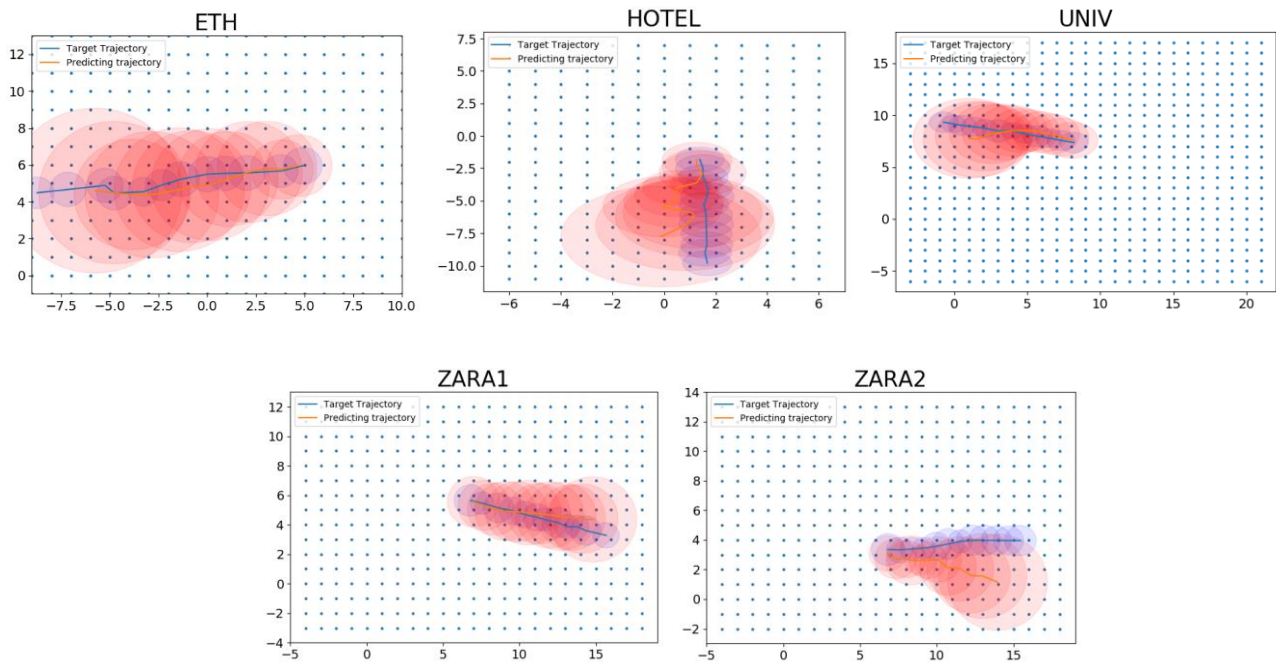 ETH
Target Trajectory
Predicting trajectory
12
10
8
6
4
2
0
−7.5 −5.0 −2.5 0.0 2.5 5.0 7.5 10.0
HOTEL
Target Trajectory
Predicting trajectory
7.5
5.0
2.5
0.0
−2.5
−5.0
−7.5
−10.0
−6 −4 −2 0 2 4 6
UNIV
Target Trajectory
Predicting trajectory
15
10
5
0
−5
0 5 10 15 20
ZARA1
Target Trajectory
Predicting trajectory
12
10
8
6
4
2
0
−2
−4
−5 0 5 10 15
ZARA2
Target Trajectory
Predicting trajectory
14
12
10
8
6
4
2
0
−2
−5 0 5 10 15